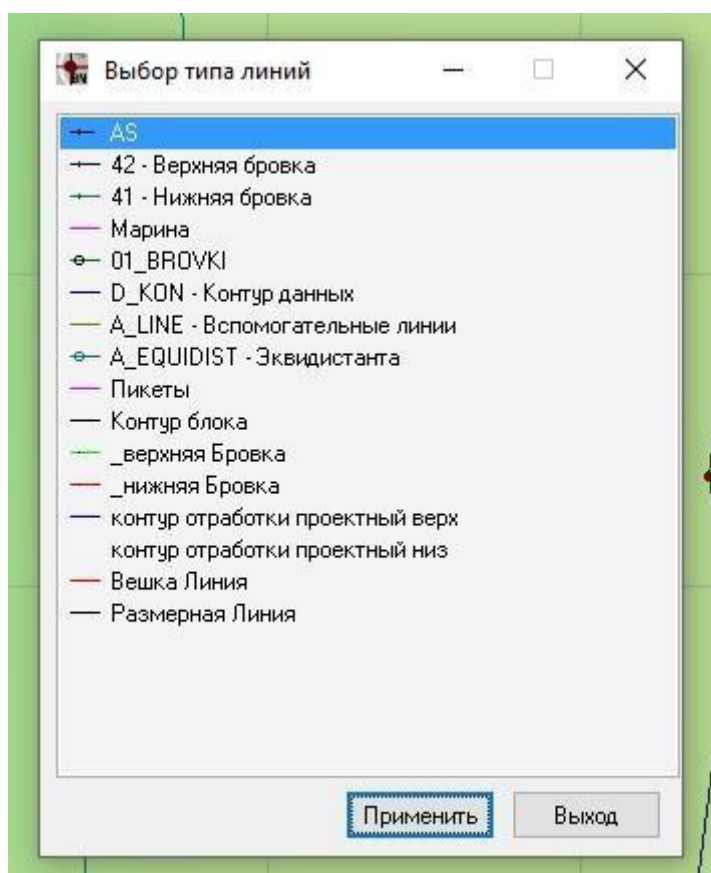 Выбор типа линий
AS
42 - Верхняя бровка
41 - Нижняя бровка
Марина
01_BROVKI
D_KON - Контур данных
A_LINE - Вспомогательные линии
A_EQUIDIST - Эквидистанта
Пикеты
Контур блока
_верхняя Бровка
_нижняя Бровка
контур отработки проектный верх
контур отработки проектный низ
Вешка Линия
Размерная Линия
Применить Выход